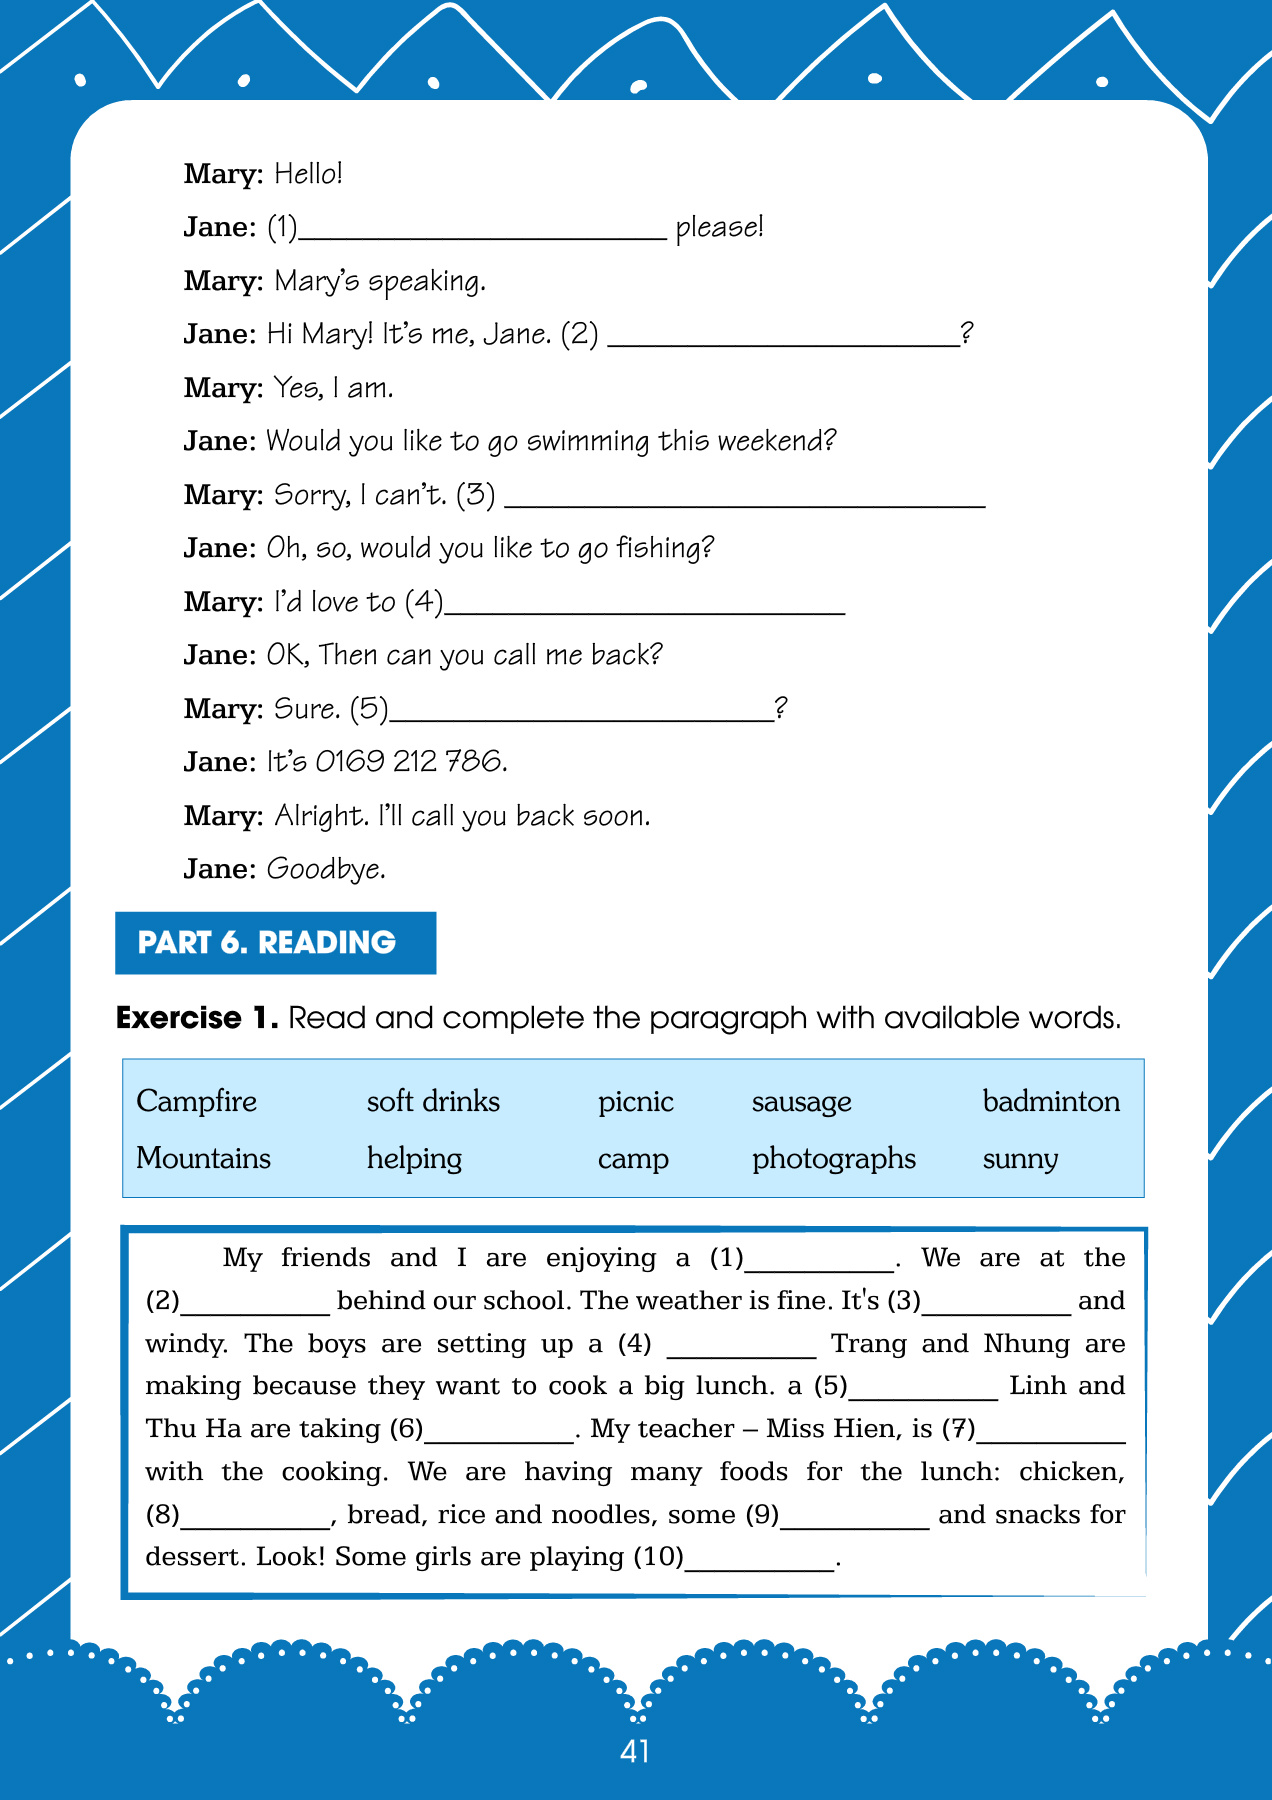 Mary: Hello!
Jane: (1)_______________________ please!
Mary: Mary's speaking.
Jane: Hi Mary! It's me, Jane. (2) ______________________?
Mary: Yes, I am.
Jane: Would you like to go swimming this weekend?
Mary: Sorry, I can't. (3) ______________________________
Jane: Oh, so, would you like to go fishing?
Mary: I'd love to (4)_________________________
Jane: OK, Then can you call me back?
Mary: Sure. (5)________________________?
Jane: It's 0169 212 786.
Mary: Alright. I'll call you back soon.
Jane: Goodbye.
PART 6. READING
Exercise 1. Read and complete the paragraph with available words.
Campfire soft drinks picnic sausage badminton
Mountains helping camp photographs sunny
My friends and I are enjoying a (1)__________. We are at the
(2)__________ behind our school. The weather is fine. It's (3)__________ and
windy. The boys are setting up a (4) __________ Trang and Nhung are
making because they want to cook a big lunch. a (5)__________ Linh and
Thu Ha are taking (6)__________. My teacher – Miss Hien, is (7)__________
with the cooking. We are having many foods for the lunch: chicken,
(8)__________, bread, rice and noodles, some (9)__________ and snacks for
dessert. Look! Some girls are playing (10)__________.
41